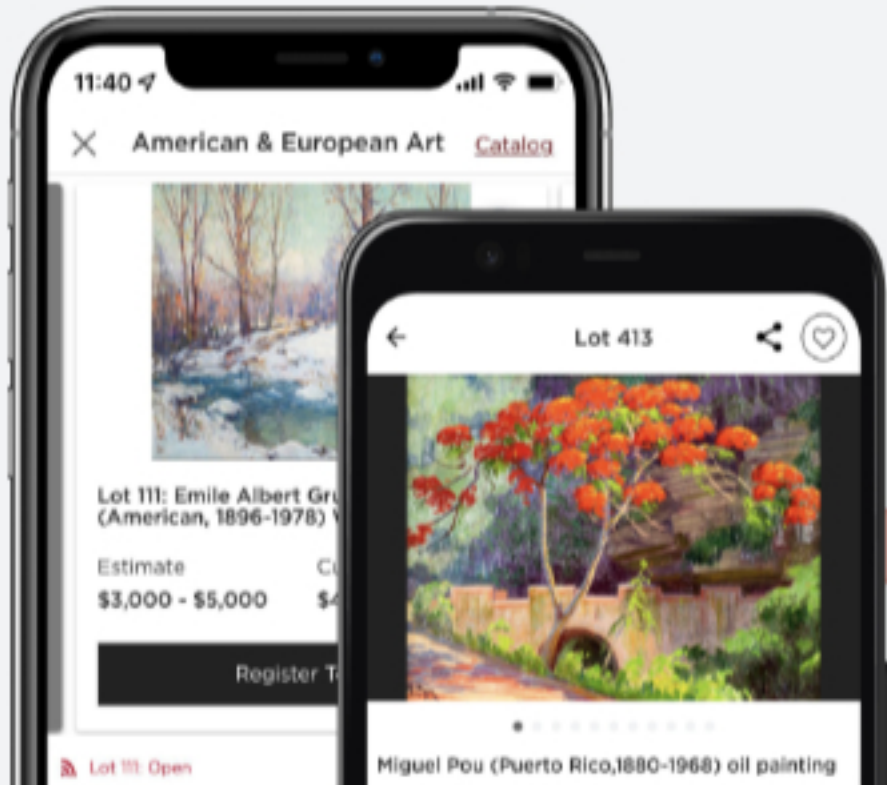 11:40
American & European Art
Catalog
Lot 111: Emile Albert
(American, 1896-1978)
Estimate
$3,000 - $5,000
Register
Lot 111: Open
Lot 413
Miguel Pou (Puerto Rico,1880-1968) oil painting